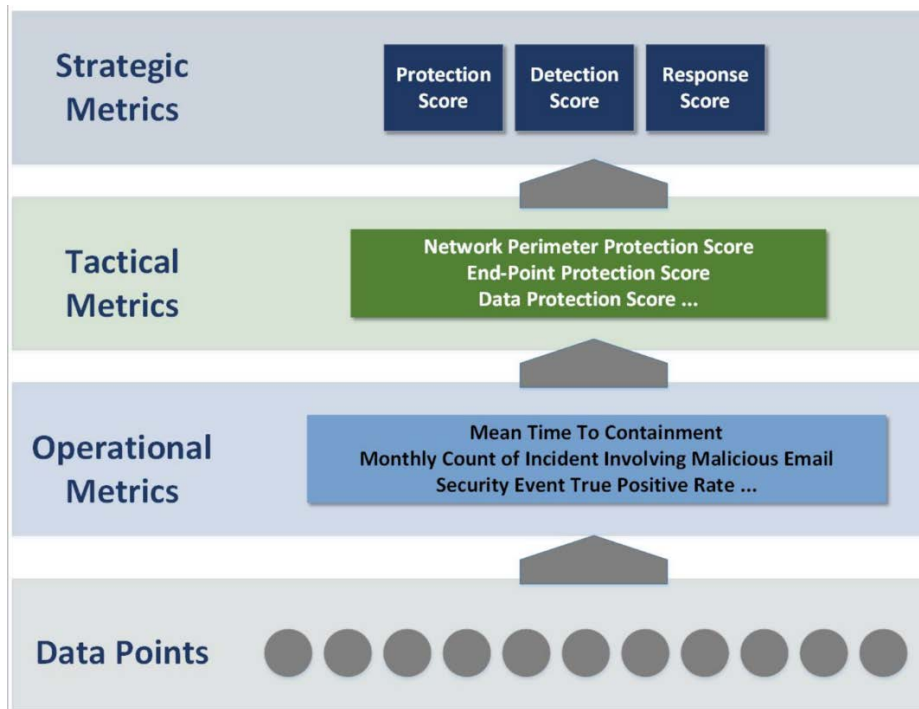 Strategic
Metrics
Protection
Score
Detection
Score
Response
Score
Tactical
Metrics
Network Perimeter Protection Score
End-Point Protection Score
Data Protection Score ...
Operational
Metrics
Mean Time To Containment
Monthly Count of Incident Involving Malicious Email
Security Event True Positive Rate ...
Data Points